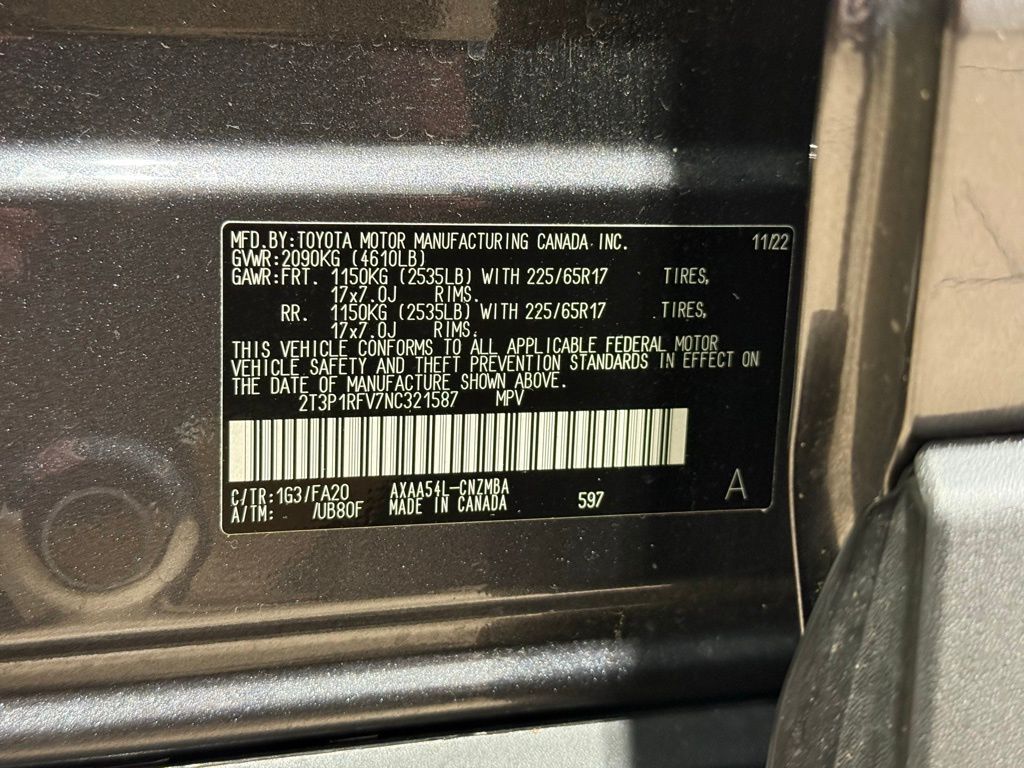 MFD.BY:TOYOTA MOTOR MANUFACTURING CANADA INC. 11/22
GVWR:2090KG (4610LB)
GAWR:FRT. 1150KG (2535LB) WITH 225/65R17 TIRES,
17x7.0J RIMS.
RR. 1150KG (2535LB) WITH 225/65R17 TIRES,
17x7.0J RIMS.
THIS VEHICLE CONFORMS TO ALL APPLICABLE FEDERAL MOTOR
VEHICLE SAFETY AND THEFT PREVENTION STANDARDS IN EFFECT ON
THE DATE OF MANUFACTURE SHOWN ABOVE.
2T3P1RFV7NC321587 MPV
C/TR:1G3/FA20 AXAA54L-CNZMBA
A/TM: /UB80F MADE IN CANADA 597 A